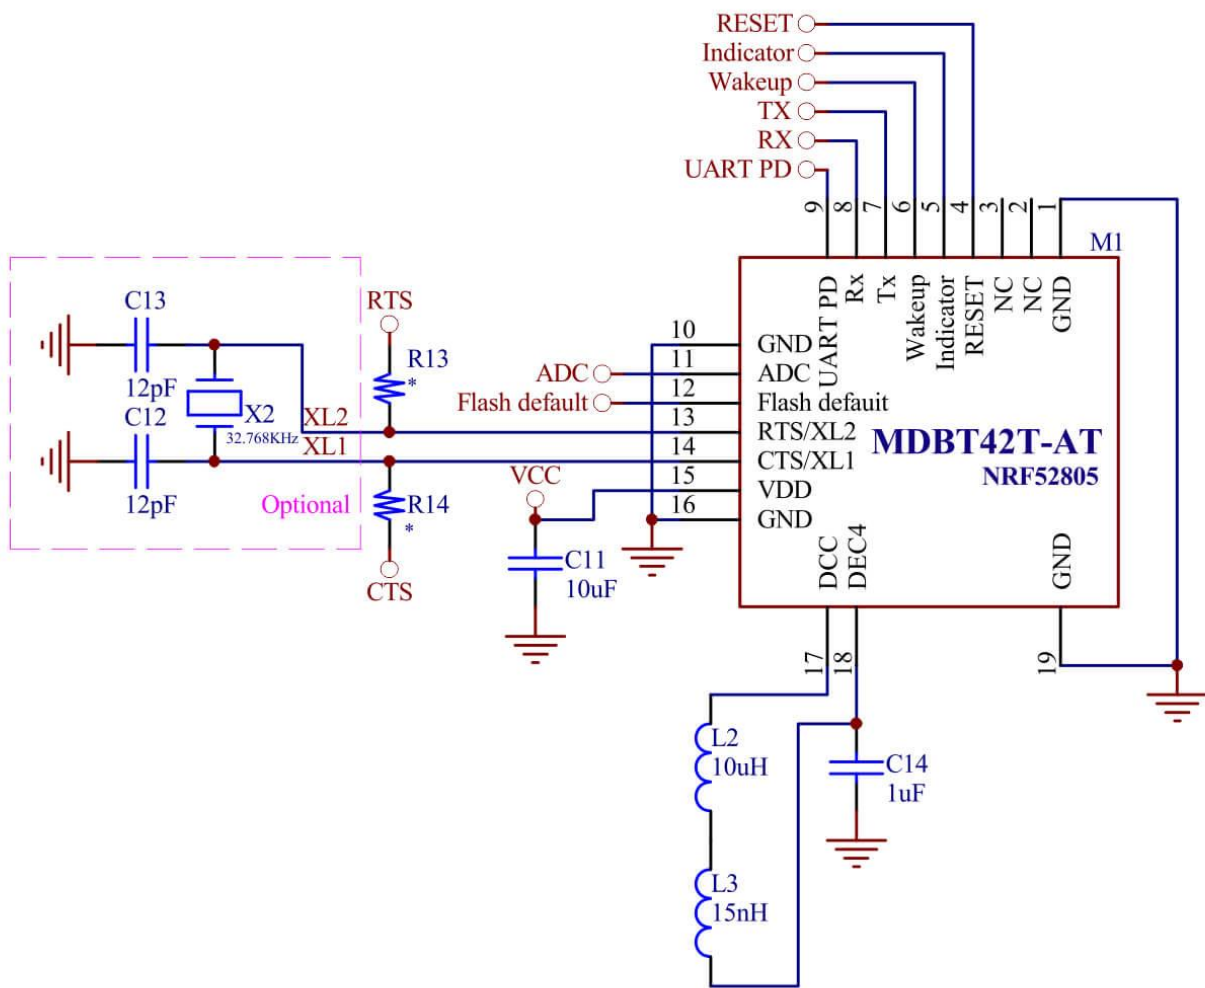 RESET
Indicator
Wakeup
TX
RX
UART PD
9
8
7
6
5
4
3
2
1
M1
UART PD
Rx
Tx
Wakeup
Indicator
RESET
NC
NC
GND
C13
12pF
C12
12pF
X2
32.768KHz
XL2
XL1
Optional
RTS
R13
*
R14
*
CTS
ADC
Flash default
VCC
C11
10uF
10
11
12
13
14
15
16
GND
ADC
Flash defauit
RTS/XL2
CTS/XL1
VDD
GND
MDBT42T-AT
NRF52805
DCC
DEC4
GND
17
18
19
L2
10uH
C14
1uF
L3
15nH